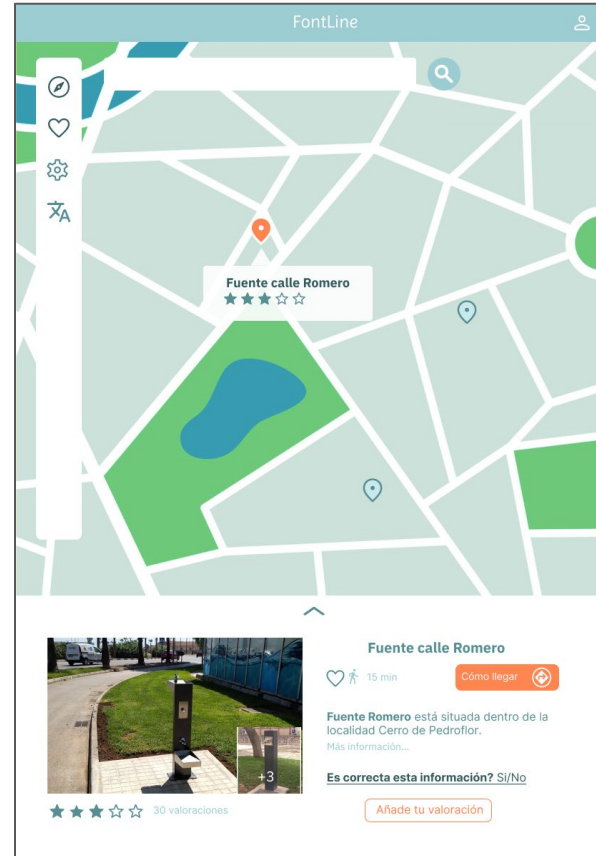 FontLine
Fuente calle Romero
Fuente calle Romero
15 min
Cómo llegar
Fuente Romero está situada dentro de la
localidad Cerro de Pedroflor.
Más información...
Es correcta esta información? Si/No
+3
30 valoraciones
Añade tu valoración